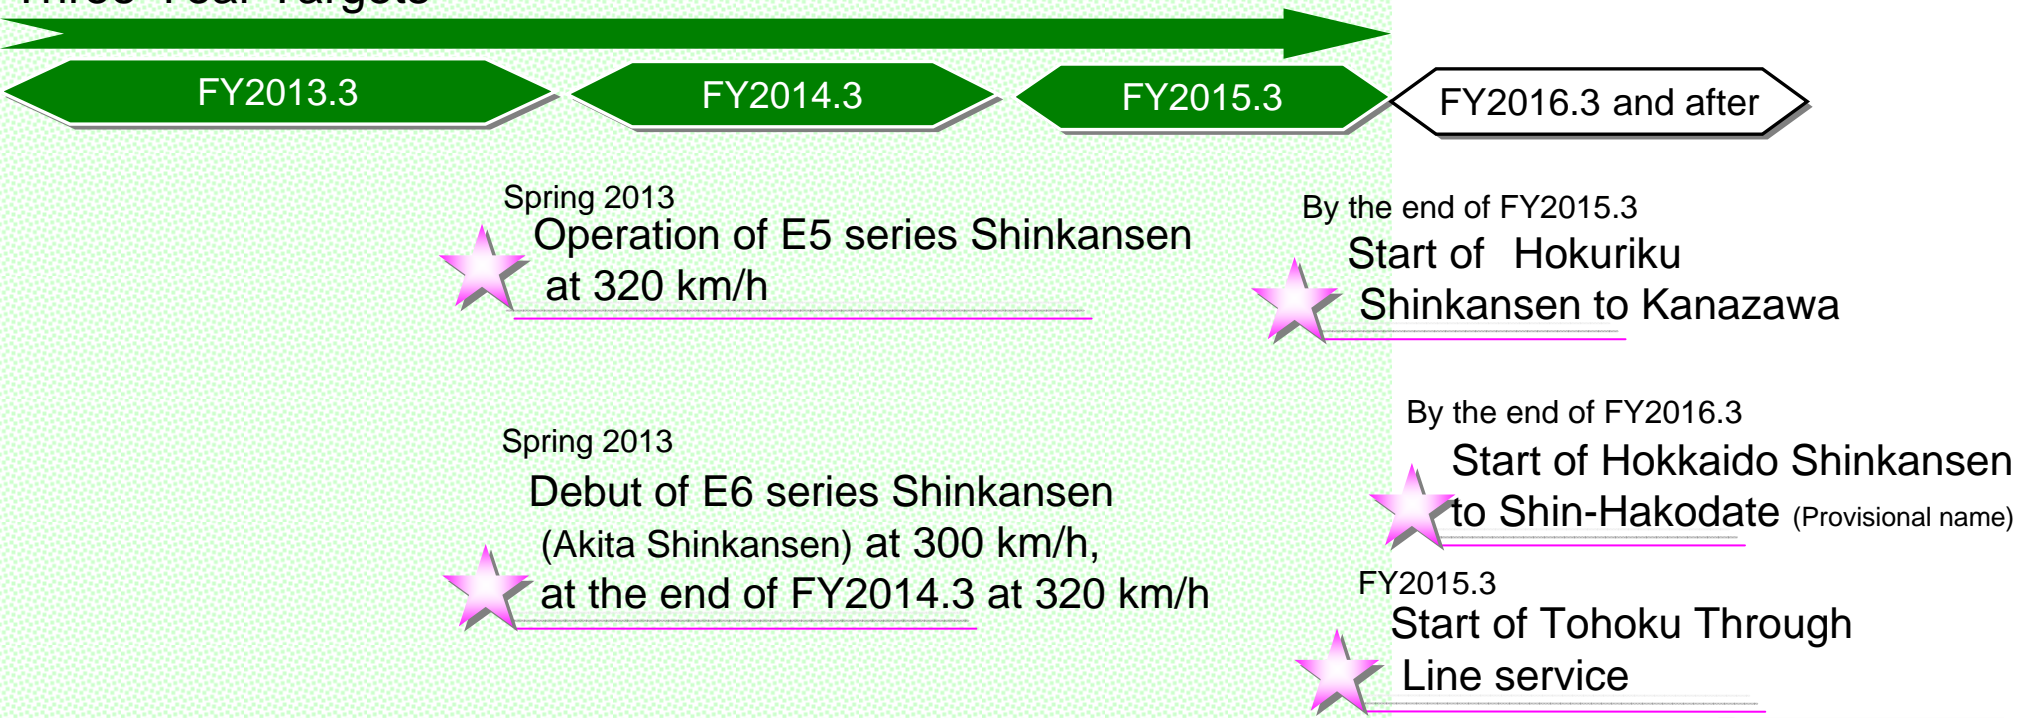 FY2013.3
FY2014.3
FY2015.3
FY2016.3 and after
Spring 2013
Operation of E5 series Shinkansen
at 320 km/h
By the end of FY2015.3
Start of Hokuriku
Shinkansen to Kanazawa
Spring 2013
Debut of E6 series Shinkansen
(Akita Shinkansen) at 300 km/h,
at the end of FY2014.3 at 320 km/h
By the end of FY2016.3
Start of Hokkaido Shinkansen
to Shin-Hakodate (Provisional name)
FY2015.3
Start of Tohoku Through
Line service